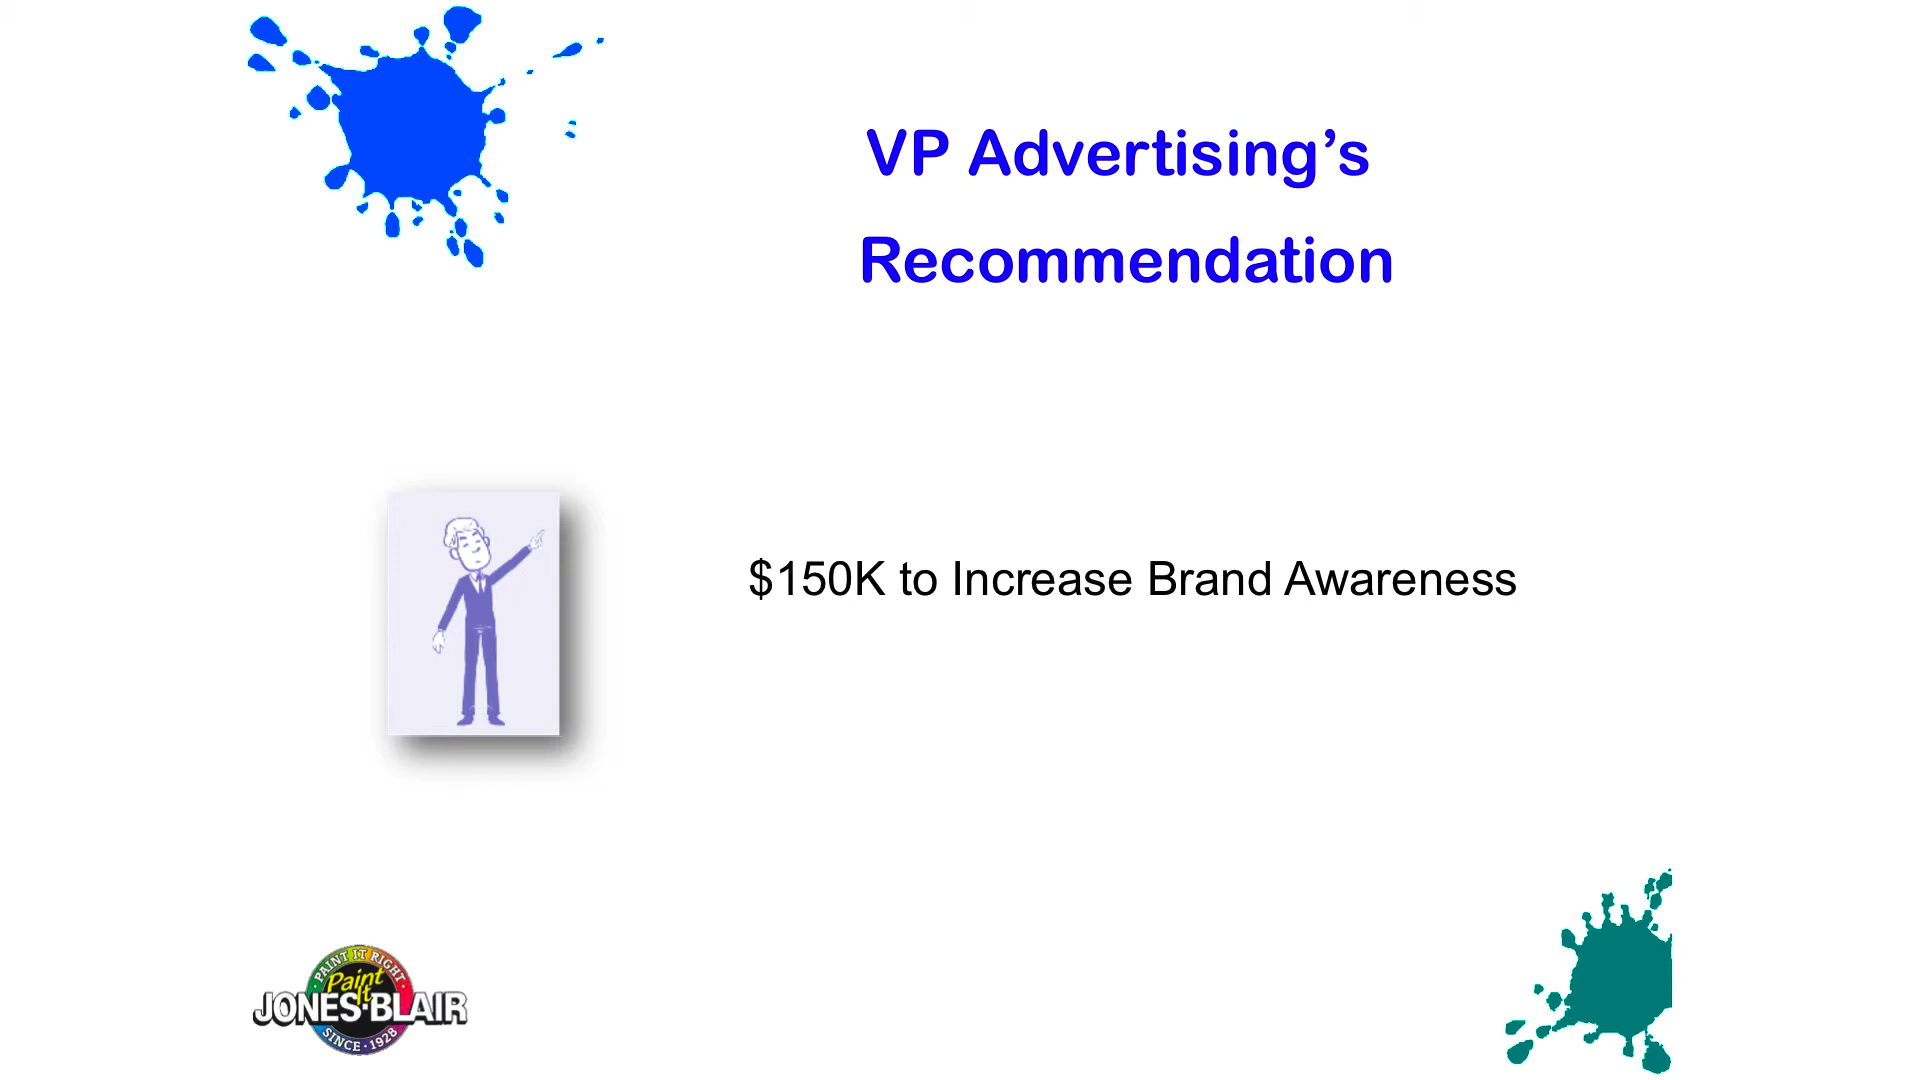 VP Advertising’s
Recommendation
$150K to Increase Brand Awareness
PAINT IT RIGHT
Paint
It
JONES·BLAIR
SINCE · 1928